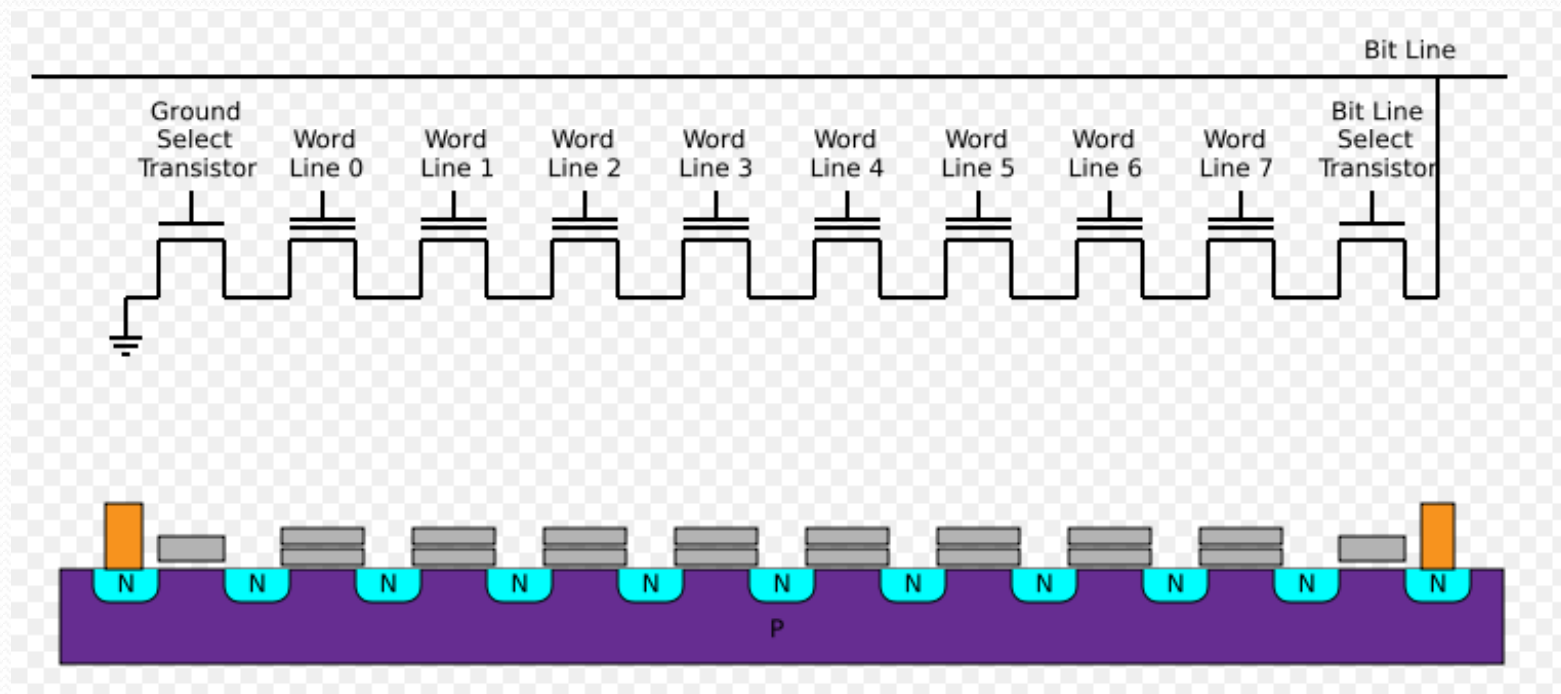 Bit Line
Ground
Select
Transistor
Word
Line 0
Word
Line 1
Word
Line 2
Word
Line 3
Word
Line 4
Word
Line 5
Word
Line 6
Word
Line 7
Bit Line
Select
Transistor
N N N N N N N N N N N
P